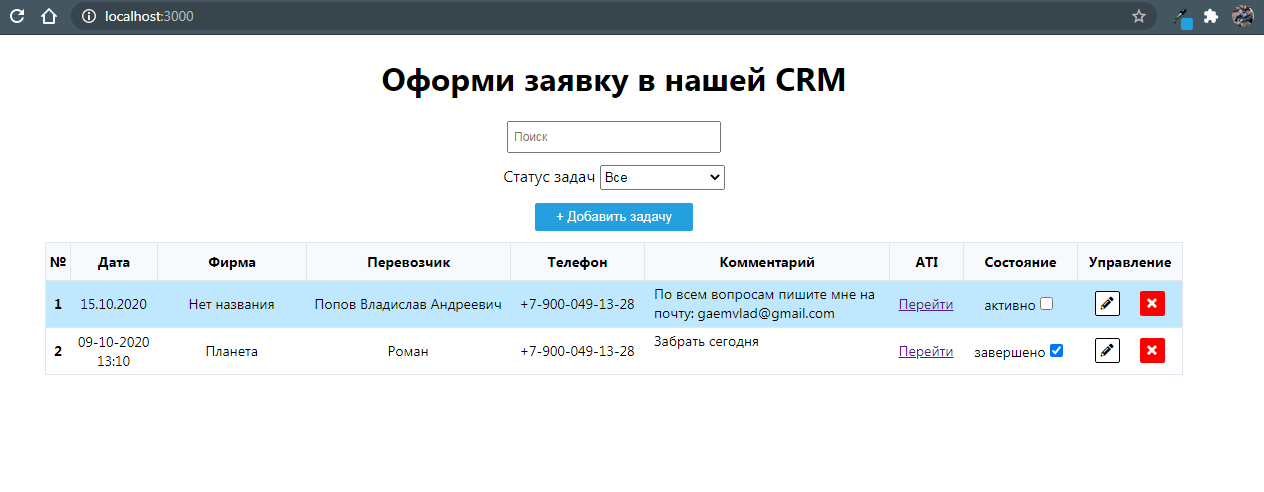 localhost:3000
Оформи заявку в нашей CRM
Поиск
Статус задач Все
+ Добавить задачу
№ Дата Фирма Перевозчик Телефон Комментарий ATI Состояние Управление
1 15.10.2020 Нет названия Попов Владислав Андреевич +7-900-049-13-28 По всем вопросам пишите мне на
почту: gaemvlad@gmail.com Перейти активно
2 09-10-2020
13:10 Планета Роман +7-900-049-13-28 Забрать сегодня Перейти завершено